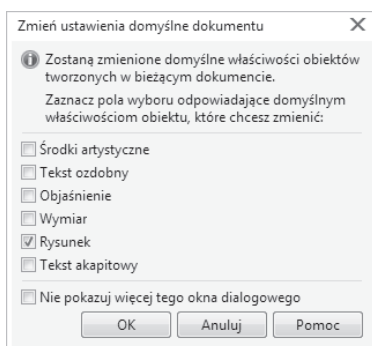 Zmień ustawienia domyślne dokumentu
Zostaną zmienione domyślne właściwości obiektów
tworzonych w bieżącym dokumencie.
Zaznacz pola wyboru odpowiadające domyślnym
właściwościom obiektu, które chcesz zmienić:
Środki artystyczne
Tekst ozdobny
Objaśnienie
Wymiar
Rysunek
Tekst akapitowy
Nie pokazuj więcej tego okna dialogowego
OK Anuluj Pomoc